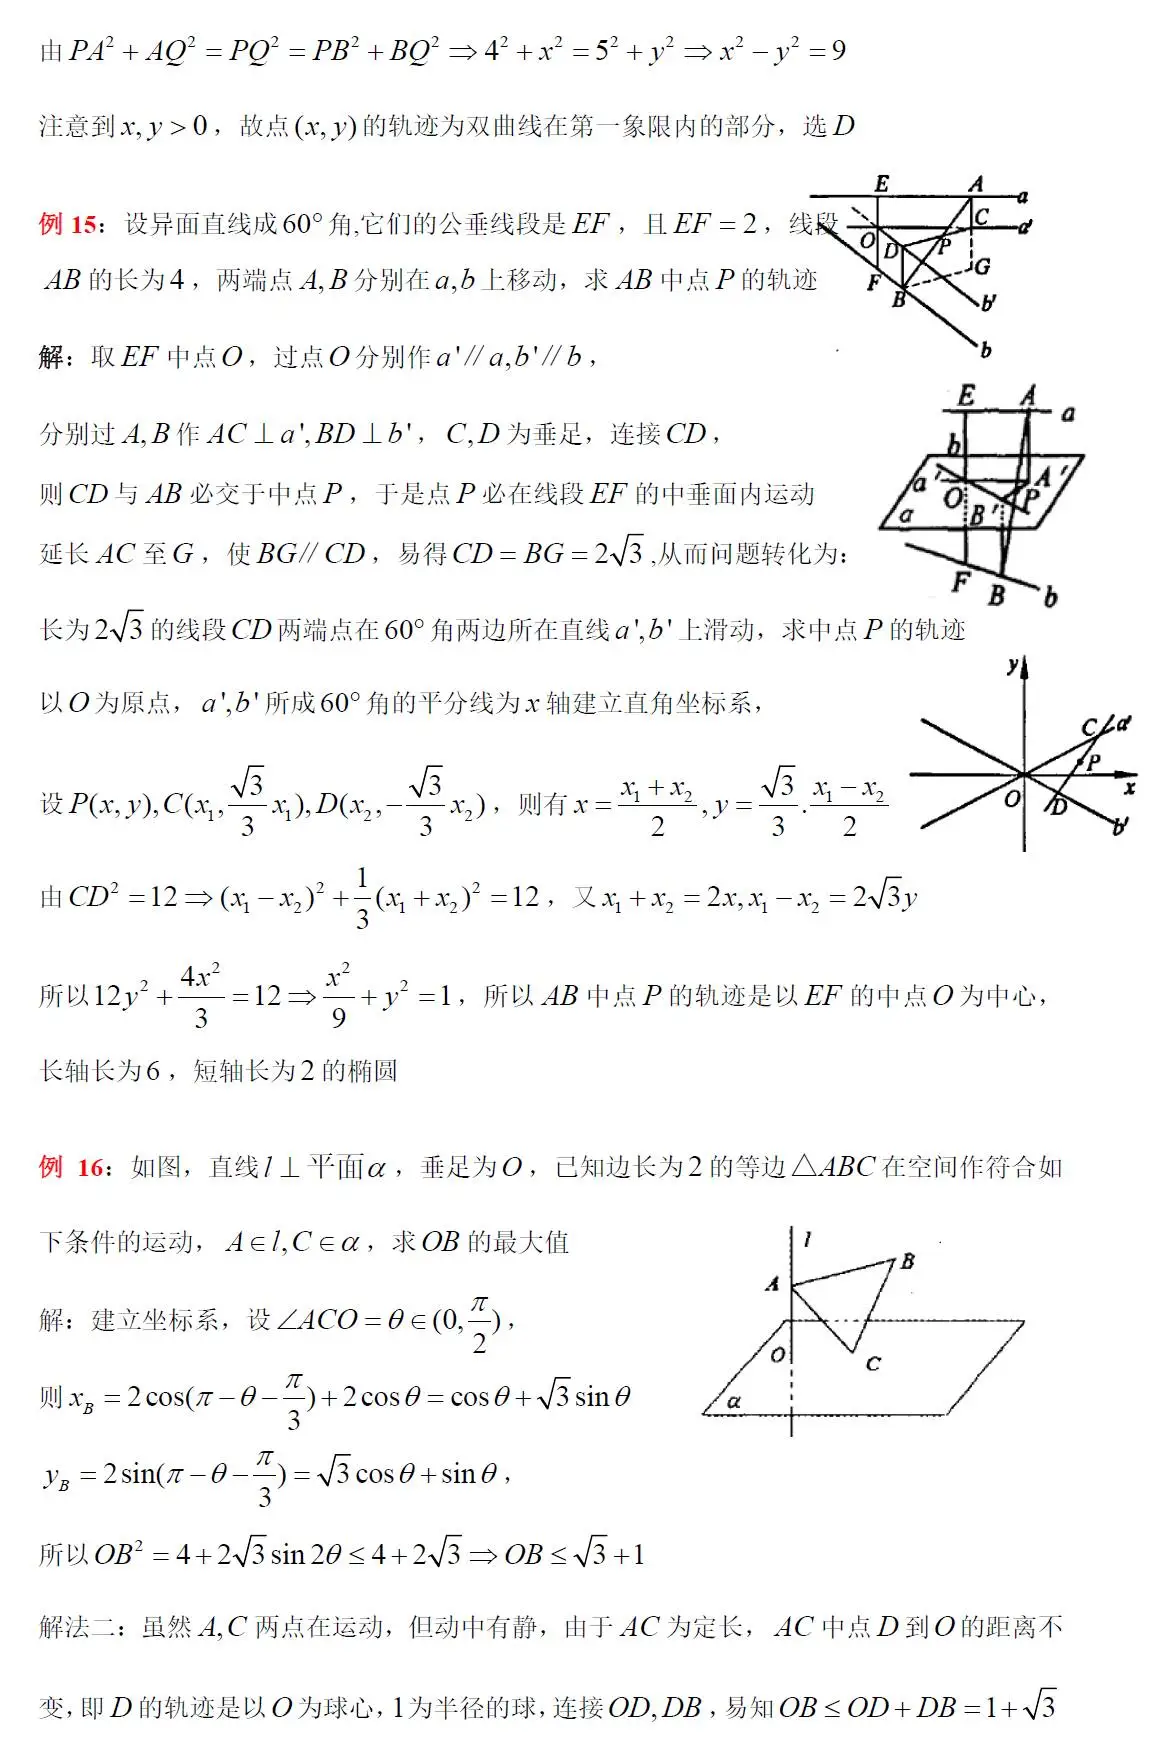 由 $PA^2 + AQ^2 = PQ^2 = PB^2 + BQ^2 \Rightarrow 4^2 + x^2 = 5^2 + y^2 \Rightarrow x^2 - y^2 = 9$
注意到 $x, y > 0$，故点 $(x, y)$ 的轨迹为双曲线在第一象限内的部分，选 $D$
例 15：设异面直线成 $60°$ 角,它们的公垂线段是 $EF$，且 $EF = 2$，线段
$AB$ 的长为 $4$，两端点 $A, B$ 分别在 $a, b$ 上移动，求 $AB$ 中点 $P$ 的轨迹
E A a
O D P C a'
F B G b'
b
解：取 $EF$ 中点 $O$，过点 $O$ 分别作 $a' // a, b' // b$，
分别过 $A, B$ 作 $AC \perp a', BD \perp b'$，$C, D$ 为垂足，连接 $CD$，
则 $CD$ 与 $AB$ 必交于中点 $P$，于是点 $P$ 必在线段 $EF$ 的中垂面内运动
延长 $AC$ 至 $G$，使 $BG // CD$，易得 $CD = BG = 2\sqrt{3}$ ,从而问题转化为：
E A a
b
a' O P A'
a B'
F B b
长为 $2\sqrt{3}$ 的线段 $CD$ 两端点在 $60°$ 角两边所在直线 $a', b'$ 上滑动，求中点 $P$ 的轨迹
以 $O$ 为原点，$a', b'$ 所成 $60°$ 角的平分线为 $x$ 轴建立直角坐标系，
y
C a'
P
O D x
b'
设 $P(x, y), C(x_1, \frac{\sqrt{3}}{3}x_1), D(x_2, -\frac{\sqrt{3}}{3}x_2)$，则有 $x = \frac{x_1 + x_2}{2}, y = \frac{\sqrt{3}}{3} . \frac{x_1 - x_2}{2}$
由 $CD^2 = 12 \Rightarrow (x_1 - x_2)^2 + \frac{1}{3}(x_1 + x_2)^2 = 12$，又 $x_1 + x_2 = 2x, x_1 - x_2 = 2\sqrt{3}y$
所以 $12y^2 + \frac{4x^2}{3} = 12 \Rightarrow \frac{x^2}{9} + y^2 = 1$，所以 $AB$ 中点 $P$ 的轨迹是以 $EF$ 的中点 $O$ 为中心，
长轴长为 $6$，短轴长为 $2$ 的椭圆
例 16：如图，直线 $l \perp$ 平面 $\alpha$，垂足为 $O$，已知边长为 $2$ 的等边 $\triangle ABC$ 在空间作符合如
下条件的运动，$A \in l, C \in \alpha$，求 $OB$ 的最大值
l
A B
O C
α
解：建立坐标系，设 $\angle ACO = \theta \in (0, \frac{\pi}{2})$，
则 $x_B = 2\cos(\pi - \theta - \frac{\pi}{3}) + 2\cos\theta = \cos\theta + \sqrt{3}\sin\theta$
$y_B = 2\sin(\pi - \theta - \frac{\pi}{3}) = \sqrt{3}\cos\theta + \sin\theta$，
所以 $OB^2 = 4 + 2\sqrt{3}\sin 2\theta \le 4 + 2\sqrt{3} \Rightarrow OB \le \sqrt{3} + 1$
解法二：虽然 $A, C$ 两点在运动，但动中有静，由于 $AC$ 为定长，$AC$ 中点 $D$ 到 $O$ 的距离不
变，即 $D$ 的轨迹是以 $O$ 为球心，$1$ 为半径的球，连接 $OD, DB$，易知 $OB \le OD + DB = 1 + \sqrt{3}$